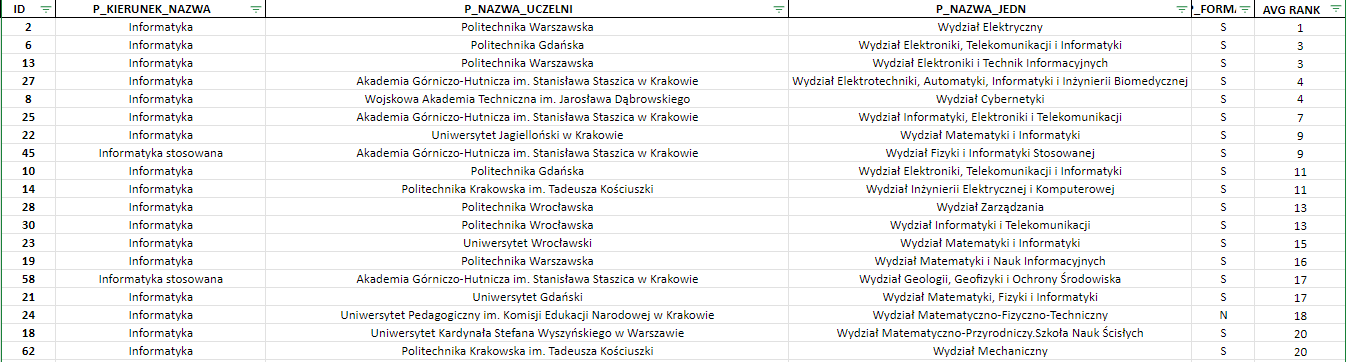 ID P_KIERUNEK_NAZWA P_NAZWA_UCZELNI P_NAZWA_JEDN P_FORMA AVG RANK
2 Informatyka Politechnika Warszawska Wydział Elektryczny S 1
6 Informatyka Politechnika Gdańska Wydział Elektroniki, Telekomunikacji i Informatyki S 3
13 Informatyka Politechnika Warszawska Wydział Elektroniki i Technik Informacyjnych S 3
27 Informatyka Akademia Górniczo-Hutnicza im. Stanisława Staszica w Krakowie Wydział Elektrotechniki, Automatyki, Informatyki i Inżynierii Biomedycznej S 4
8 Informatyka Wojskowa Akademia Techniczna im. Jarosława Dąbrowskiego Wydział Cybernetyki S 4
25 Informatyka Akademia Górniczo-Hutnicza im. Stanisława Staszica w Krakowie Wydział Informatyki, Elektroniki i Telekomunikacji S 7
22 Informatyka Uniwersytet Jagielloński w Krakowie Wydział Matematyki i Informatyki S 9
45 Informatyka stosowana Akademia Górniczo-Hutnicza im. Stanisława Staszica w Krakowie Wydział Fizyki i Informatyki Stosowanej S 9
10 Informatyka Politechnika Gdańska Wydział Elektroniki, Telekomunikacji i Informatyki S 11
14 Informatyka Politechnika Krakowska im. Tadeusza Kościuszki Wydział Inżynierii Elektrycznej i Komputerowej S 11
28 Informatyka Politechnika Wrocławska Wydział Zarządzania S 13
30 Informatyka Politechnika Wrocławska Wydział Informatyki i Telekomunikacji S 13
23 Informatyka Uniwersytet Wrocławski Wydział Matematyki i Informatyki S 15
19 Informatyka Politechnika Warszawska Wydział Matematyki i Nauk Informacyjnych S 16
58 Informatyka stosowana Akademia Górniczo-Hutnicza im. Stanisława Staszica w Krakowie Wydział Geologii, Geofizyki i Ochrony Środowiska S 17
21 Informatyka Uniwersytet Gdański Wydział Matematyki, Fizyki i Informatyki S 17
24 Informatyka Uniwersytet Pedagogiczny im. Komisji Edukacji Narodowej w Krakowie Wydział Matematyczno-Fizyczno-Techniczny N 18
18 Informatyka Uniwersytet Kardynała Stefana Wyszyńskiego w Warszawie Wydział Matematyczno-Przyrodniczy.Szkoła Nauk Ścisłych S 20
62 Informatyka Politechnika Krakowska im. Tadeusza Kościuszki Wydział Mechaniczny S 20